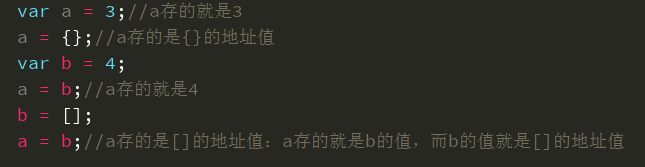 var a = 3;//a存的就是3
a = {};//a存的是{}的地址值
var b = 4;
a = b;//a存的就是4
b = [];
a = b;//a存的是[]的地址值：a存的就是b的值，而b的值就是[]的地址值